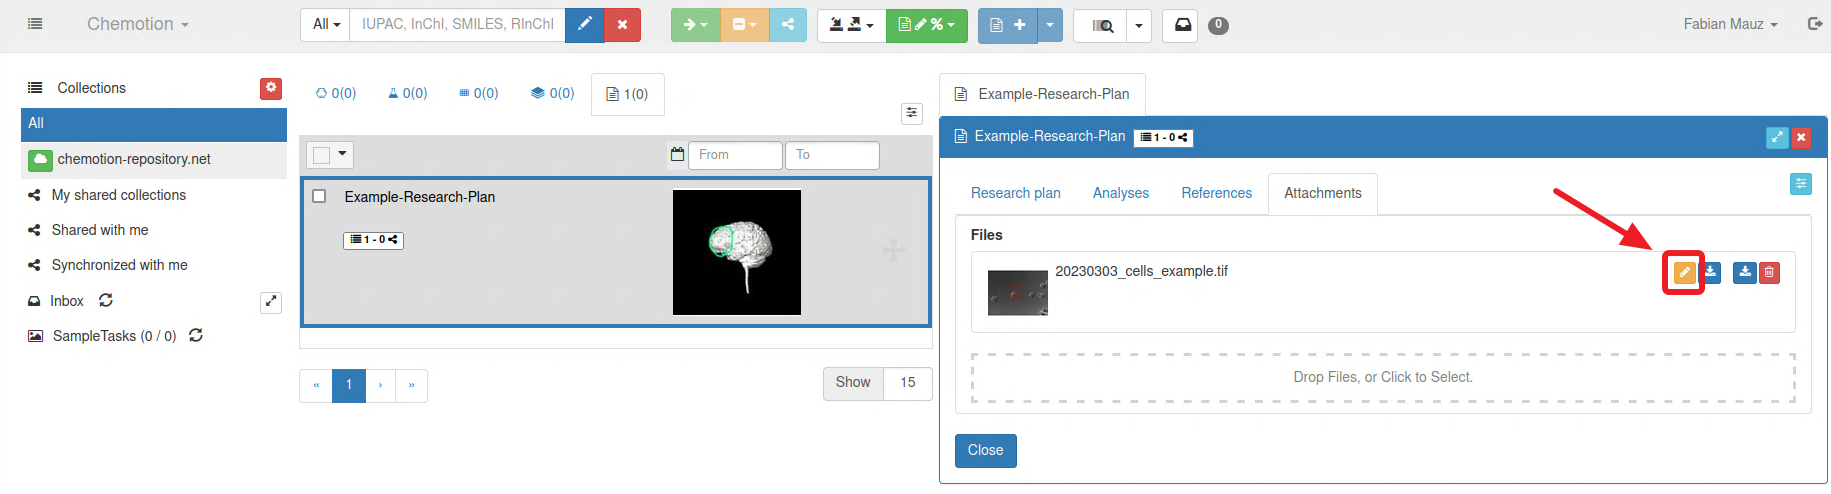 Chemotion
All
IUPAC, InChI, SMILES, RInChI
%
0
Fabian Mauz
Collections
All
chemotion-repository.net
My shared collections
Shared with me
Synchronized with me
Inbox
SampleTasks (0 / 0)
0(0)
0(0)
0(0)
0(0)
1(0)
From
To
Example-Research-Plan
1 - 0
« 1 › »
Show 15
Example-Research-Plan
Example-Research-Plan 1 - 0
Research plan
Analyses
References
Attachments
Files
20230303_cells_example.tif
Drop Files, or Click to Select.
Close